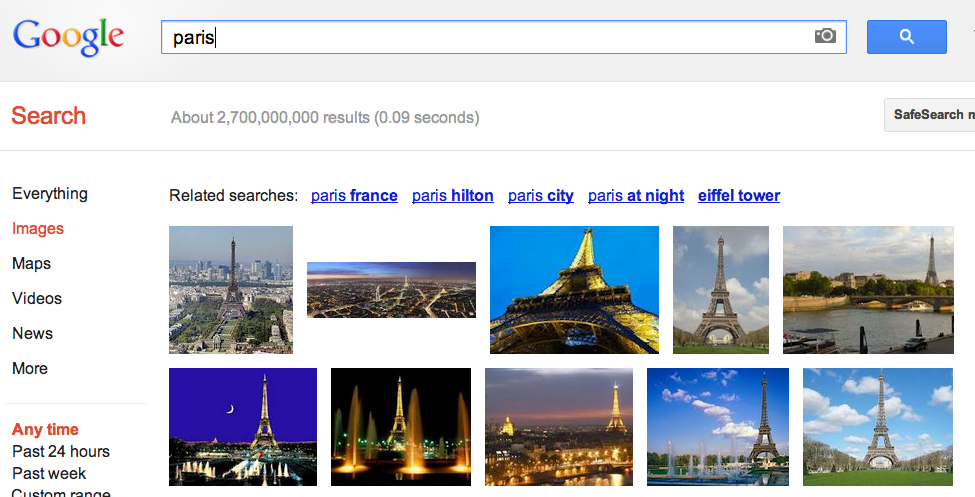 Google
paris
Search
About 2,700,000,000 results (0.09 seconds)
SafeSearch
Everything
Images
Maps
Videos
News
More
Any time
Past 24 hours
Past week
Custom range
Related searches: paris france paris hilton paris city paris at night eiffel tower